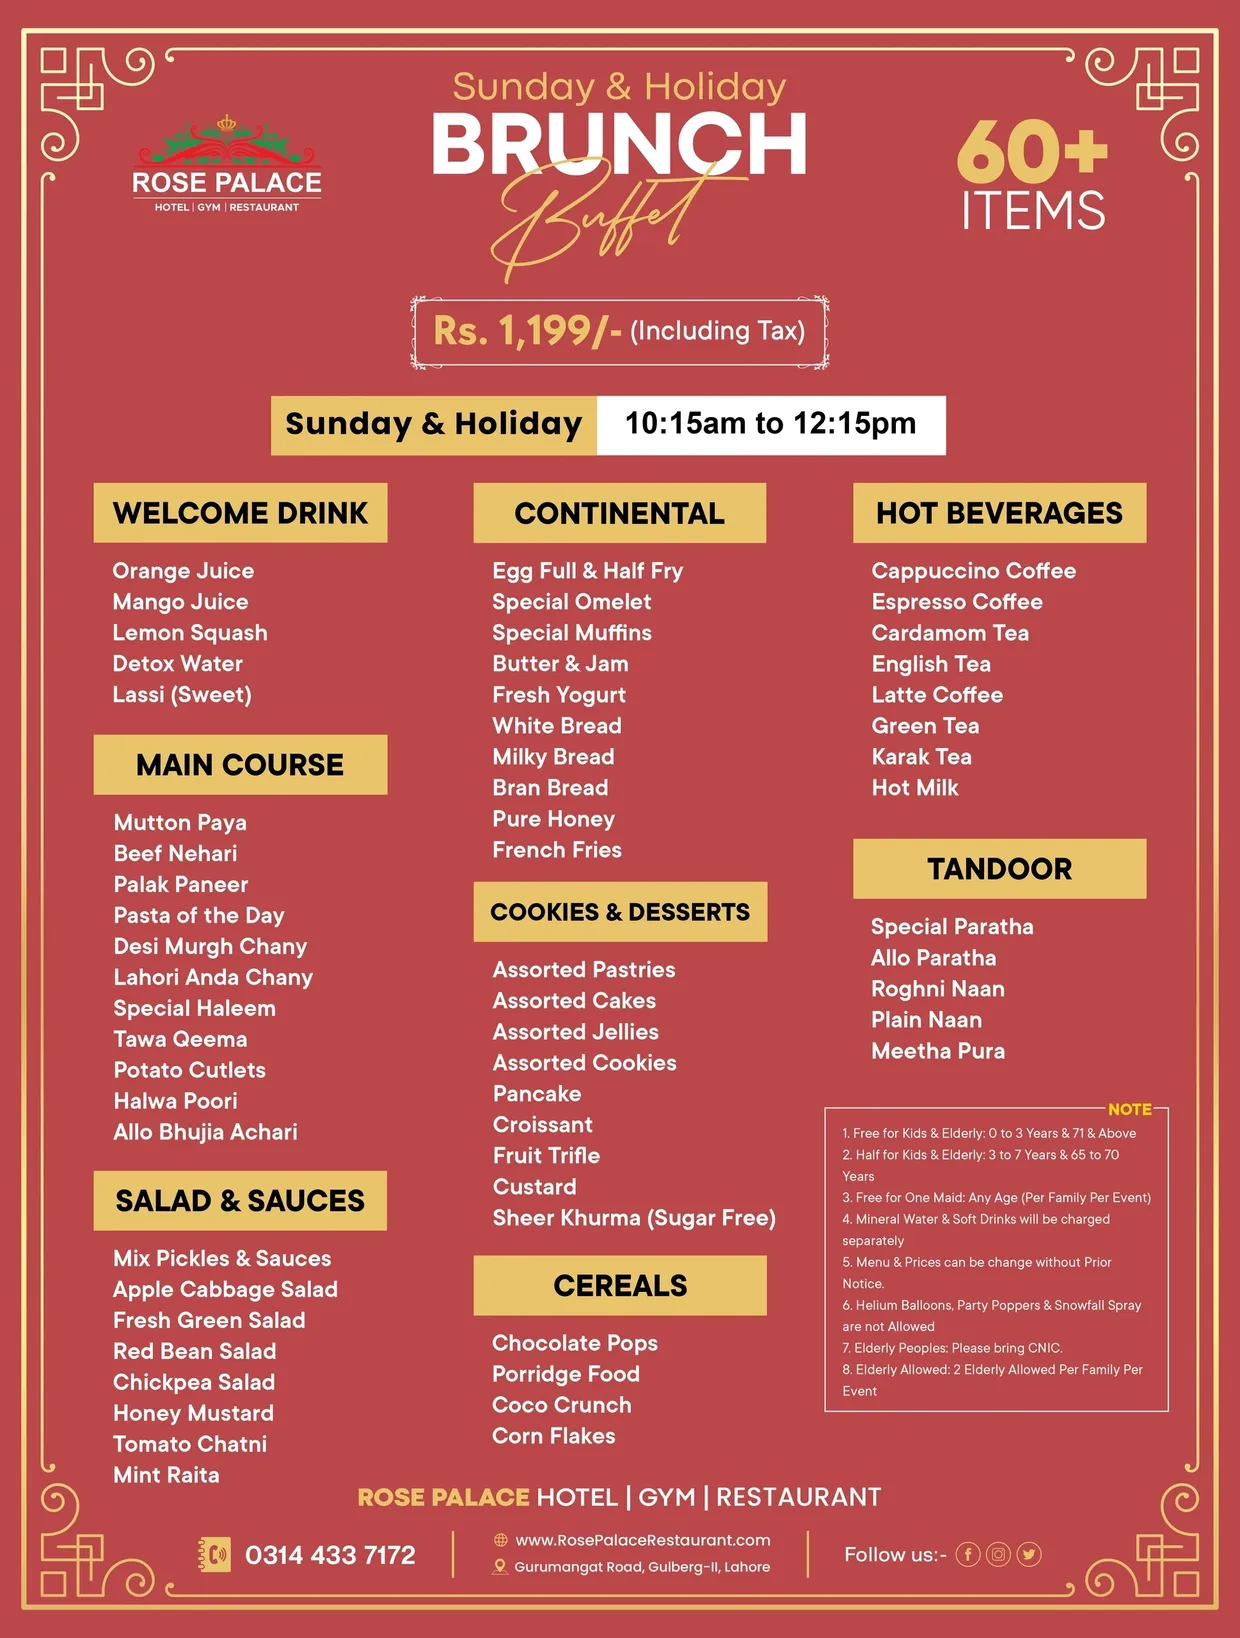 Sunday & Holiday
BRUNCH
Buffet
ROSE PALACE
HOTEL | GYM | RESTAURANT
60+
ITEMS
Rs. 1,199/- (Including Tax)
Sunday & Holiday 10:15am to 12:15pm
WELCOME DRINK
Orange Juice
Mango Juice
Lemon Squash
Detox Water
Lassi (Sweet)
MAIN COURSE
Mutton Paya
Beef Nehari
Palak Paneer
Pasta of the Day
Desi Murgh Chany
Lahori Anda Chany
Special Haleem
Tawa Qeema
Potato Cutlets
Halwa Poori
Allo Bhujia Achari
SALAD & SAUCES
Mix Pickles & Sauces
Apple Cabbage Salad
Fresh Green Salad
Red Bean Salad
Chickpea Salad
Honey Mustard
Tomato Chatni
Mint Raita
CONTINENTAL
Egg Full & Half Fry
Special Omelet
Special Muffins
Butter & Jam
Fresh Yogurt
White Bread
Milky Bread
Bran Bread
Pure Honey
French Fries
COOKIES & DESSERTS
Assorted Pastries
Assorted Cakes
Assorted Jellies
Assorted Cookies
Pancake
Croissant
Fruit Trifle
Custard
Sheer Khurma (Sugar Free)
CEREALS
Chocolate Pops
Porridge Food
Coco Crunch
Corn Flakes
HOT BEVERAGES
Cappuccino Coffee
Espresso Coffee
Cardamom Tea
English Tea
Latte Coffee
Green Tea
Karak Tea
Hot Milk
TANDOOR
Special Paratha
Allo Paratha
Roghni Naan
Plain Naan
Meetha Pura
NOTE
1. Free for Kids & Elderly: 0 to 3 Years & 71 & Above
2. Half for Kids & Elderly: 3 to 7 Years & 65 to 70
Years
3. Free for One Maid: Any Age (Per Family Per Event)
4. Mineral Water & Soft Drinks will be charged
separately
5. Menu & Prices can be change without Prior
Notice.
6. Helium Balloons, Party Poppers & Snowfall Spray
are not Allowed
7. Elderly Peoples: Please bring CNIC.
8. Elderly Allowed: 2 Elderly Allowed Per Family Per
Event
ROSE PALACE HOTEL | GYM | RESTAURANT
0314 433 7172
www.RosePalaceRestaurant.com
Gurumangat Road, Gulberg-II, Lahore
Follow us:-